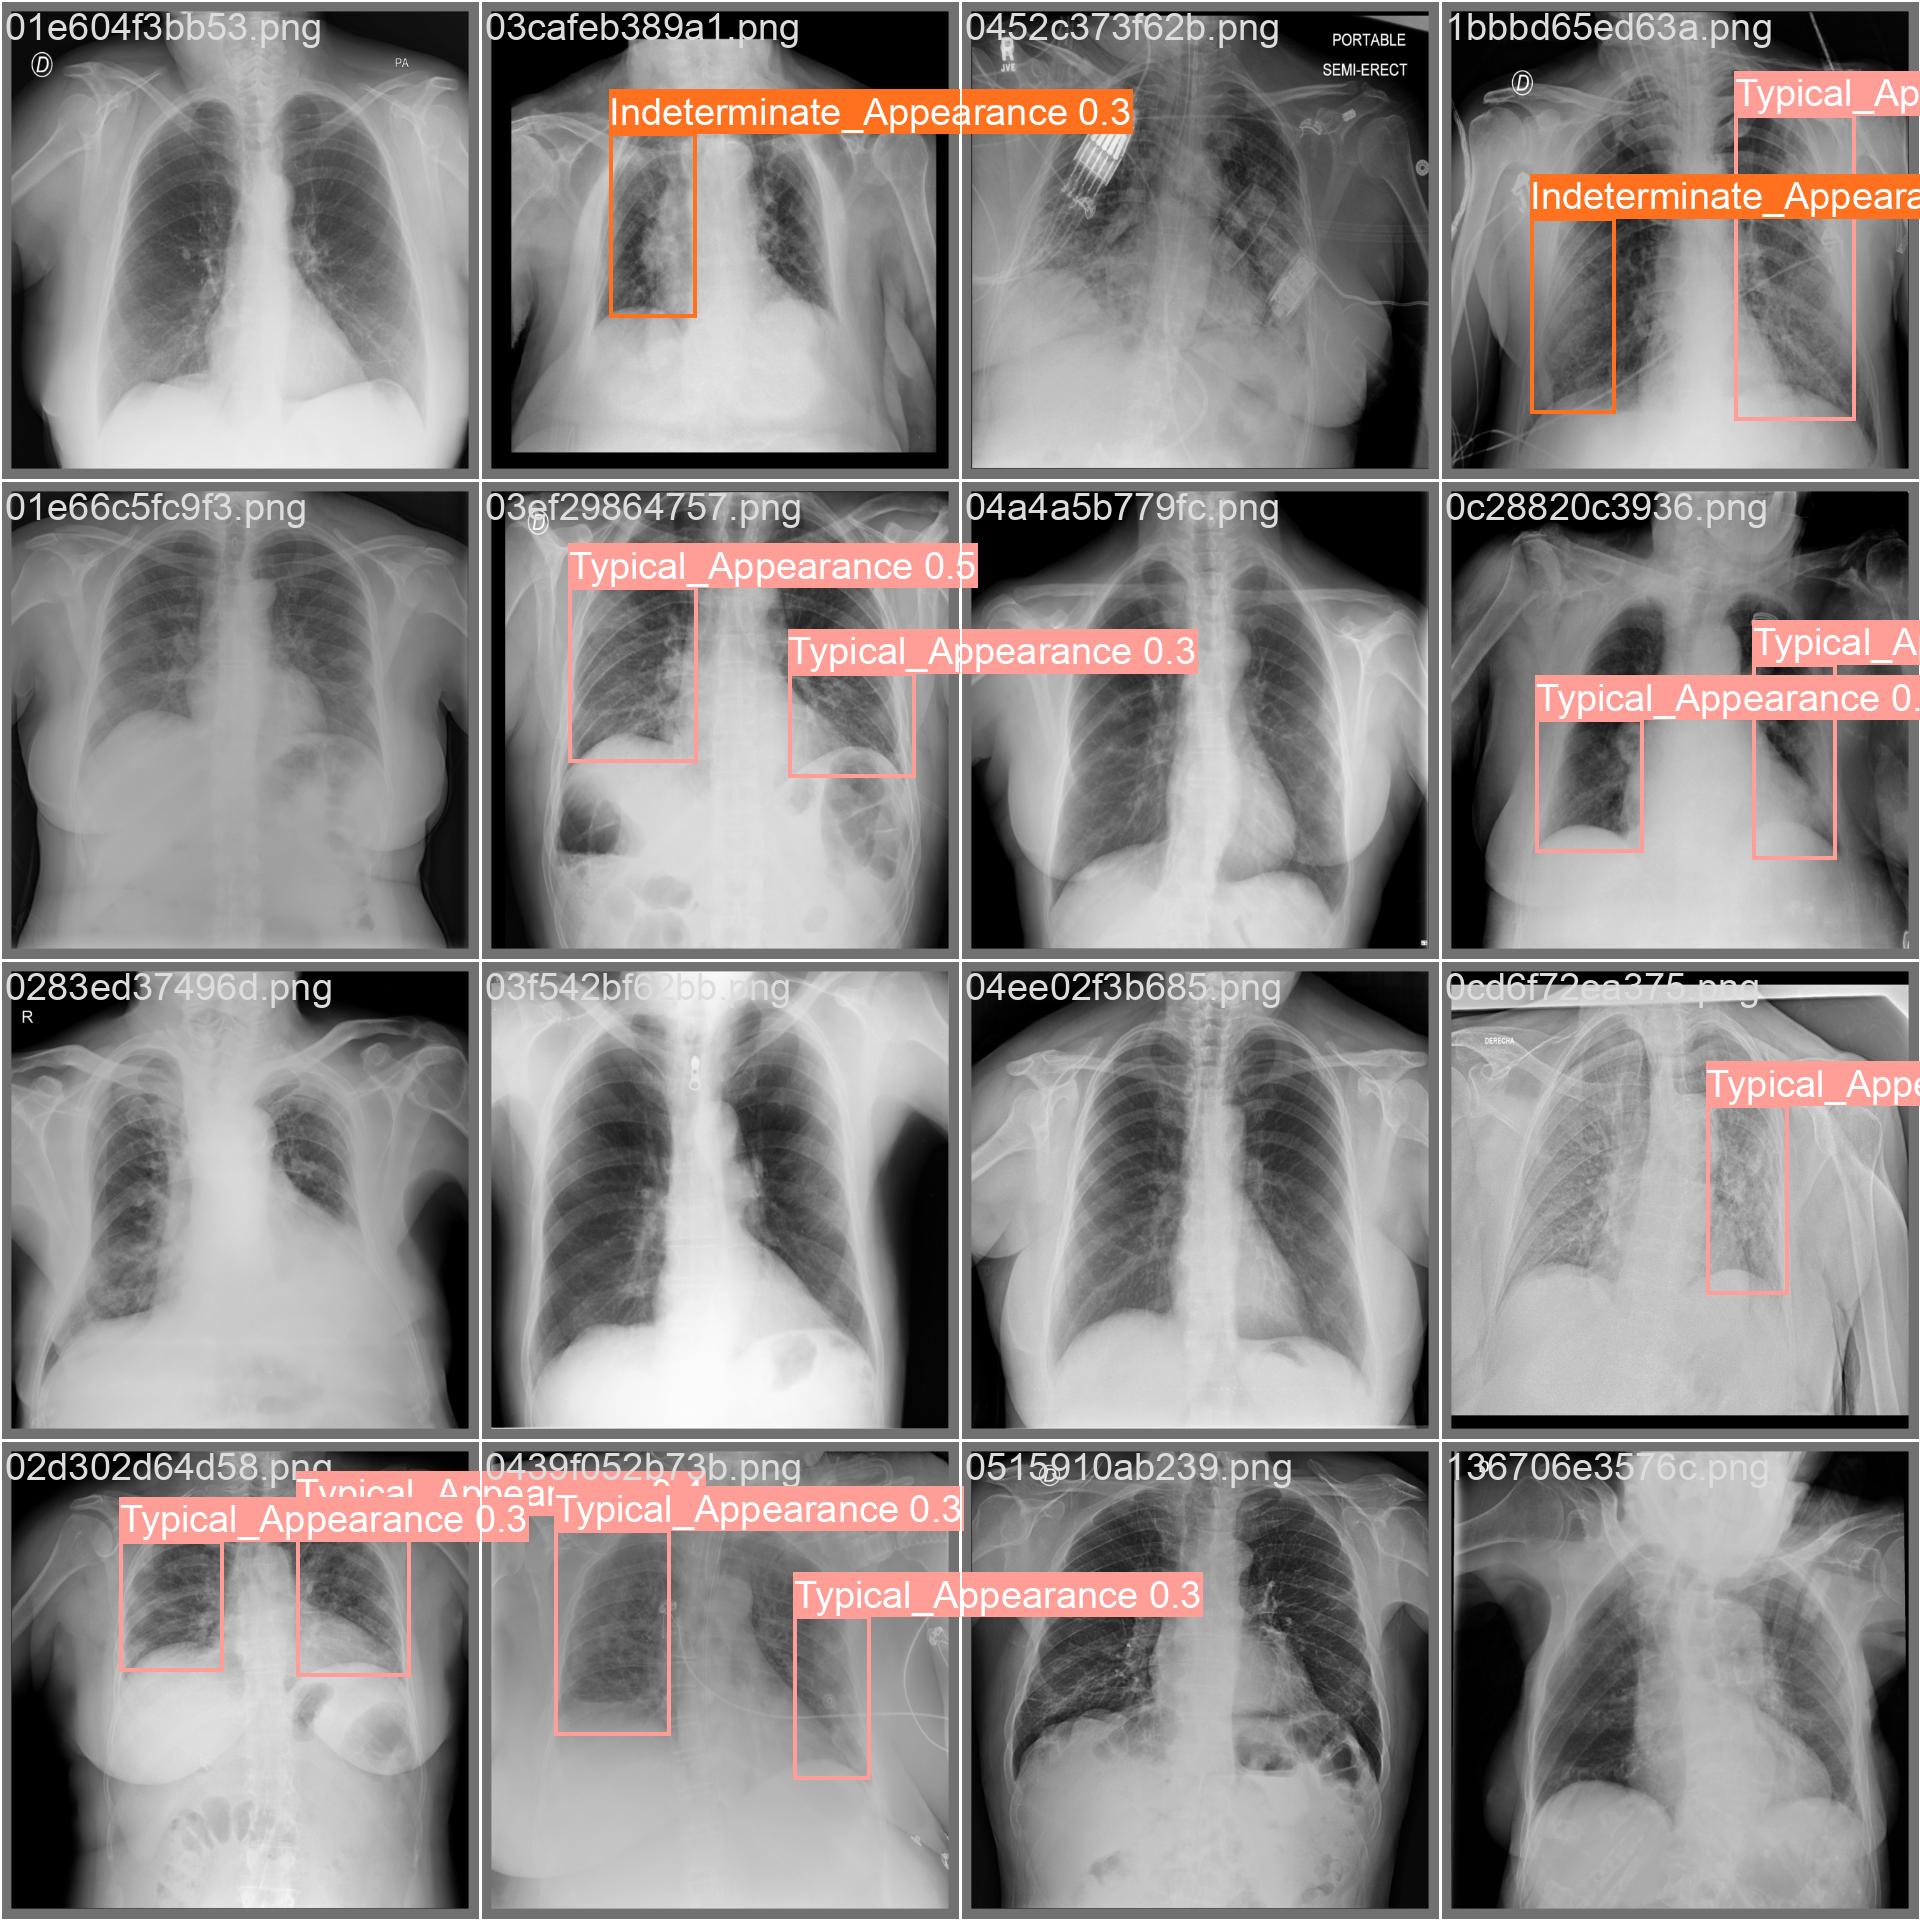 01e604f3bb53.png
D
PA
03cafeb389a1.png
Indeterminate_Appearance 0.3
0452c373f62b.png
R
JVE
PORTABLE
SEMI-ERECT
1bbbd65ed63a.png
D
Typical_Ap
Indeterminate_Appeara
01e66c5fc9f3.png
03ef29864757.png
D
Typical_Appearance 0.5
Typical_Appearance 0.3
04a4a5b779fc.png
0c28820c3936.png
Typical_A
Typical_Appearance 0.
0283ed37496d.png
R
03f542bf62bb.png
04ee02f3b685.png
0cd6f72ea375.png
DERECHA
Typical_Appe
02d302d64d58.png
Typical_Appear
Typical_Appearance 0.3
0439f052b73b.png
Typical_Appearance 0.3
Typical_Appearance 0.3
0515910ab239.png
D
136706e3576c.png